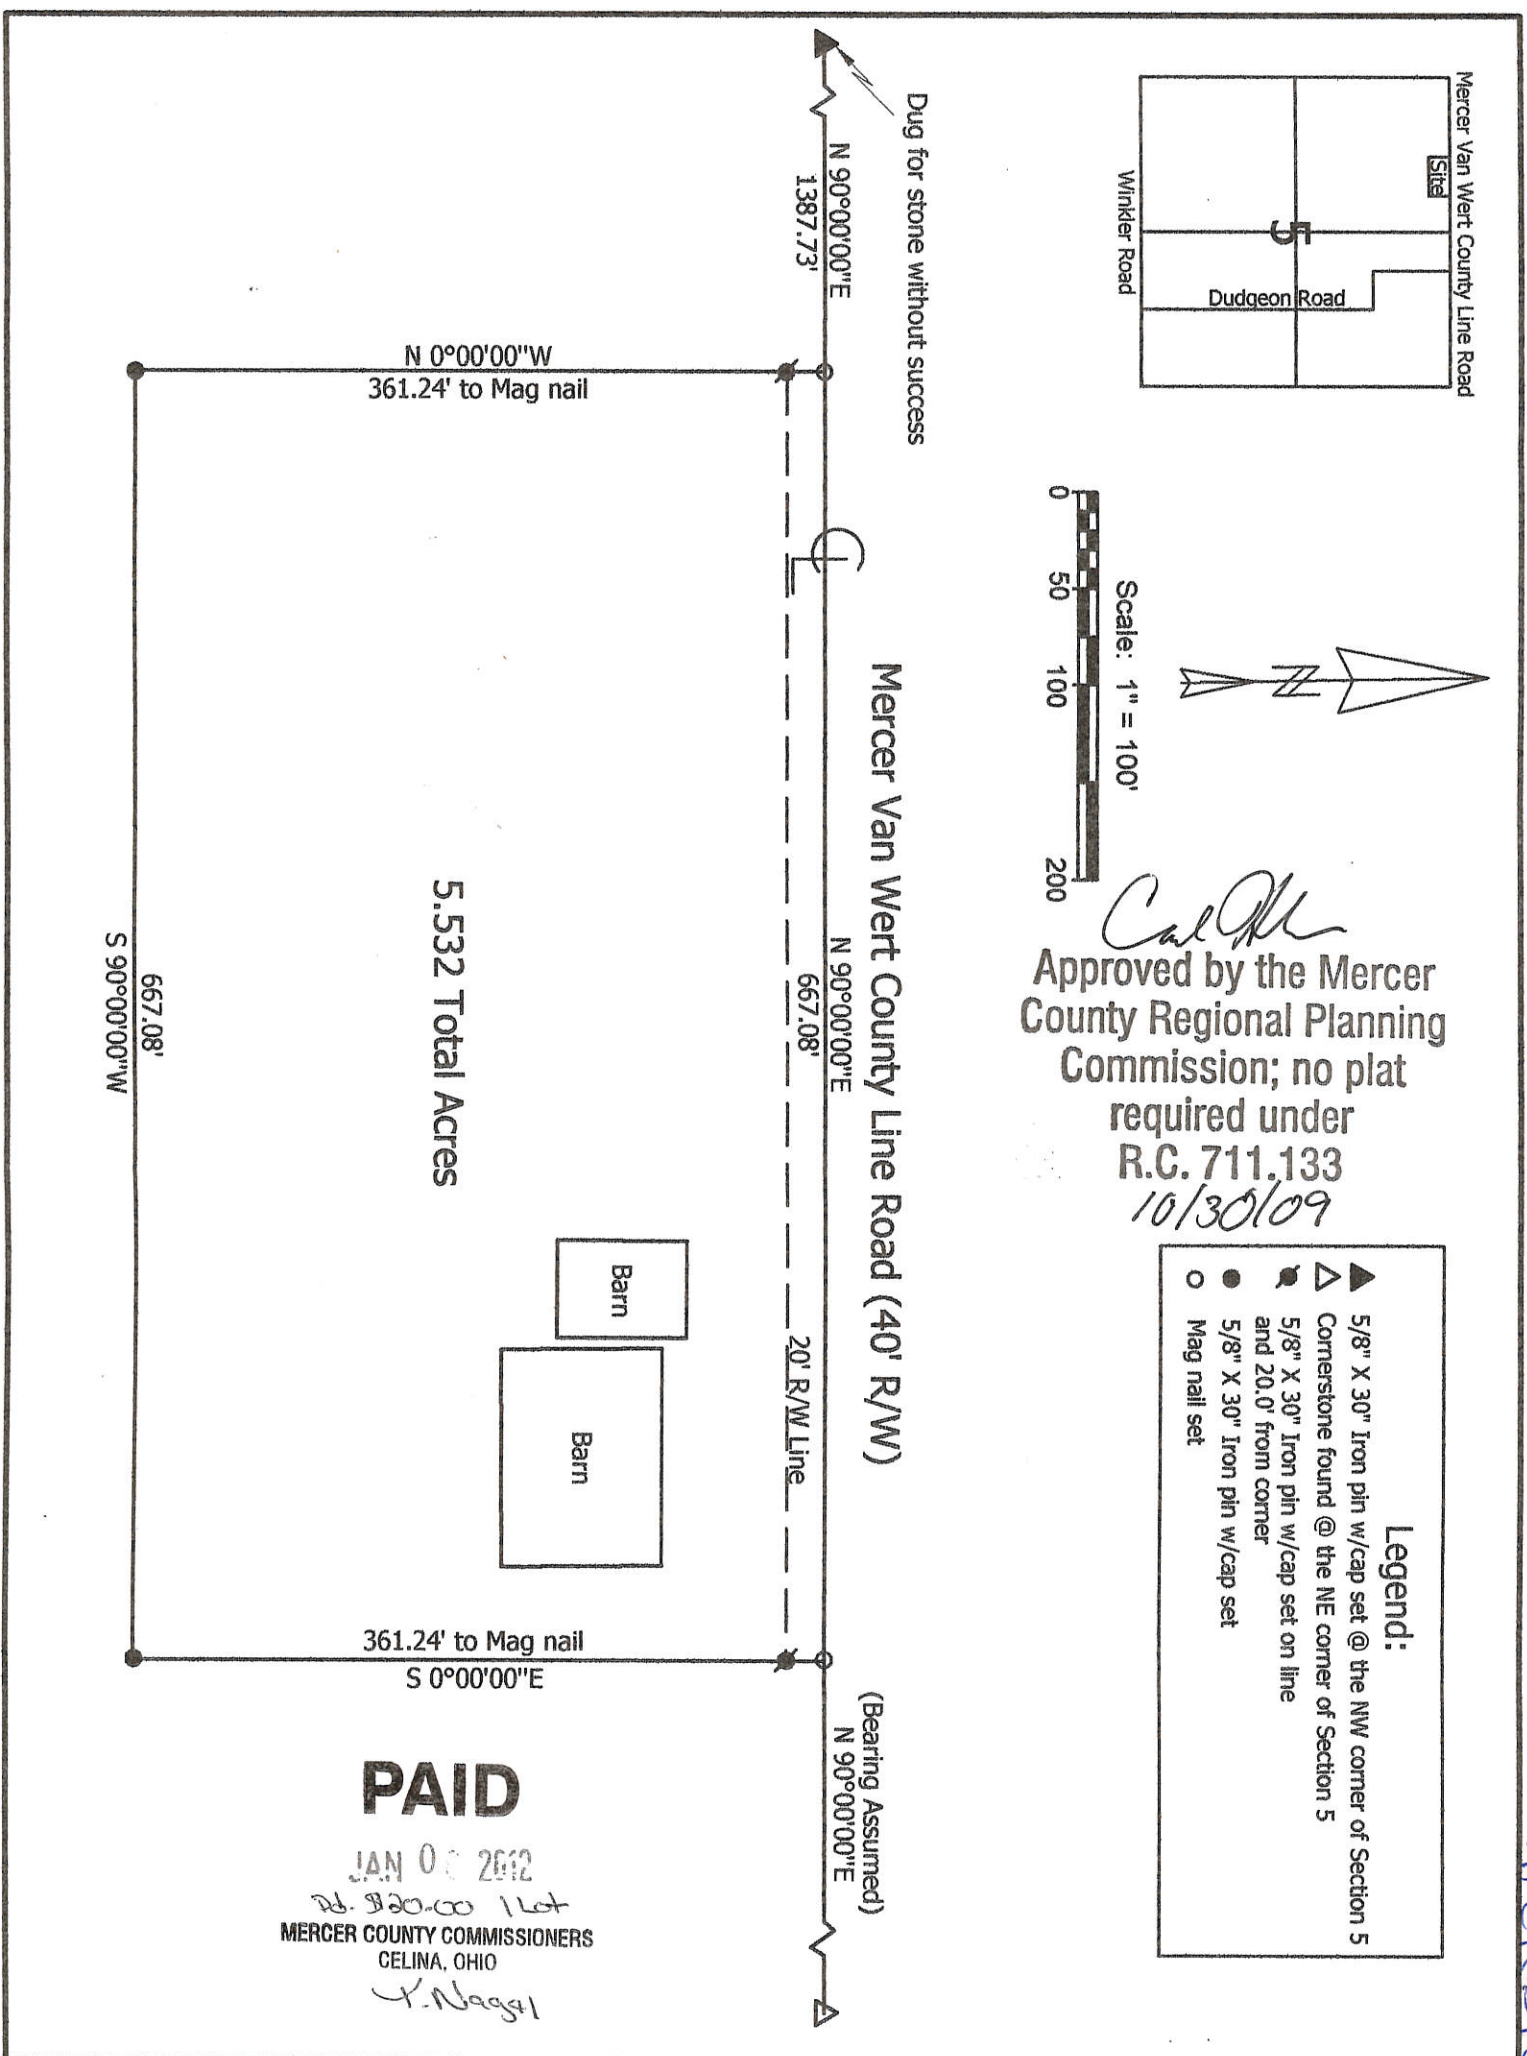 Mercer Van Wert County Line Road
Site
5
Dudgeon Road
Winkler Road
Scale: 1" = 100'
0 50 100 200
N
Approved by the Mercer
County Regional Planning
Commission; no plat
required under
R.C. 711.133
10/30/09
Legend:
5/8" X 30" Iron pin w/cap set @ the NW corner of Section 5
Cornerstone found @ the NE corner of Section 5
5/8" X 30" Iron pin w/cap set on line
and 20.0' from corner
5/8" X 30" Iron pin w/cap set
Mag nail set
Dug for stone without success
N 90°00'00"E
1387.73'
Mercer Van Wert County Line Road (40' R/W)
N 90°00'00"E
667.08'
20' R/W Line
(Bearing Assumed)
N 90°00'00"E
N 0°00'00"W
361.24' to Mag nail
Barn
Barn
5.532 Total Acres
361.24' to Mag nail
S 0°00'00"E
667.08'
S 90°00'00"W
PAID
JAN 0 2012
Pd. $20.00 1 Lot
MERCER COUNTY COMMISSIONERS
CELINA, OHIO